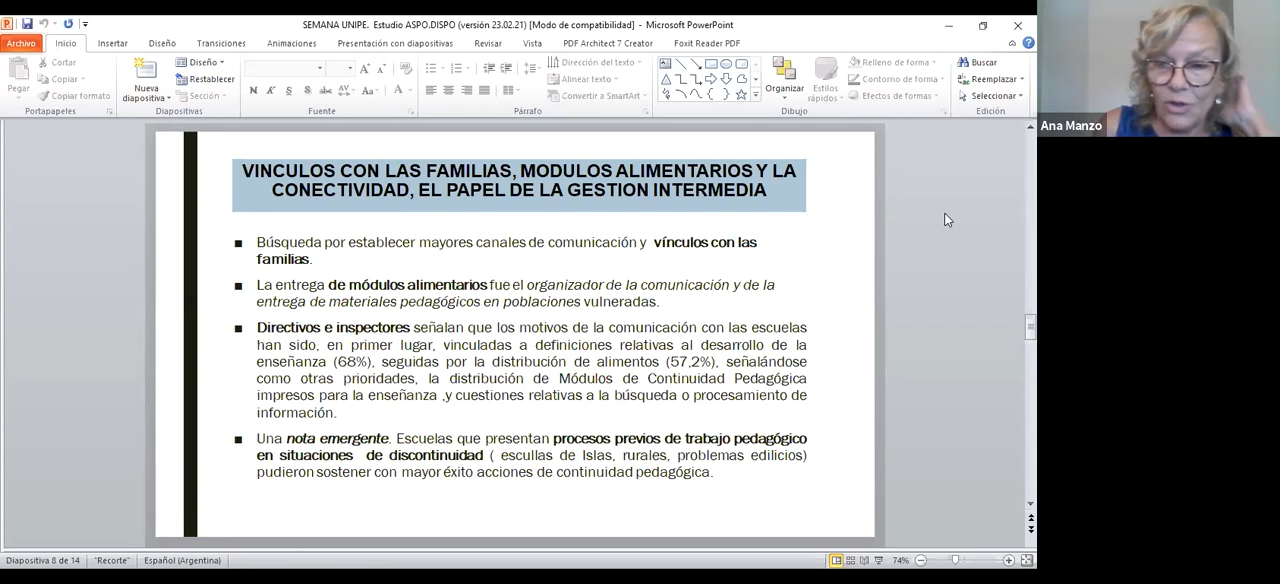 SEMANA UNIPE. Estudio ASPO.DISPO (versión 23.02.21) [Modo de compatibilidad] - Microsoft PowerPoint
Archivo Inicio Insertar Diseño Transiciones Animaciones Presentación con diapositivas Revisar Vista PDF Architect 7 Creator Foxit Reader PDF
Cortar Diseño Dirección del texto Relleno de forma Buscar
Copiar Restablecer Alinear texto Contorno de forma Reemplazar
Pegar Copiar formato Nueva diapositiva Sección N K S S abc AV Aa A Convertir a SmartArt Organizar Estilos rápidos Efectos de formas Seleccionar
Portapapeles Diapositivas Fuente Párrafo Dibujo Edición
Ana Manzo
VINCULOS CON LAS FAMILIAS, MODULOS ALIMENTARIOS Y LA
CONECTIVIDAD, EL PAPEL DE LA GESTION INTERMEDIA
■ Búsqueda por establecer mayores canales de comunicación y vínculos con las
familias.
■ La entrega de módulos alimentarios fue el organizador de la comunicación y de la
entrega de materiales pedagógicos en poblaciones vulneradas.
■ Directivos e inspectores señalan que los motivos de la comunicación con las escuelas
han sido, en primer lugar, vinculadas a definiciones relativas al desarrollo de la
enseñanza (68%), seguidas por la distribución de alimentos (57,2%), señalándose
como otras prioridades, la distribución de Módulos de Continuidad Pedagógica
impresos para la enseñanza ,y cuestiones relativas a la búsqueda o procesamiento de
información.
■ Una nota emergente. Escuelas que presentan procesos previos de trabajo pedagógico
en situaciones de discontinuidad ( escullas de Islas, rurales, problemas edilicios)
pudieron sostener con mayor éxito acciones de continuidad pedagógica.
Diapositiva 8 de 14 "Recorte" Español (Argentina) 74%